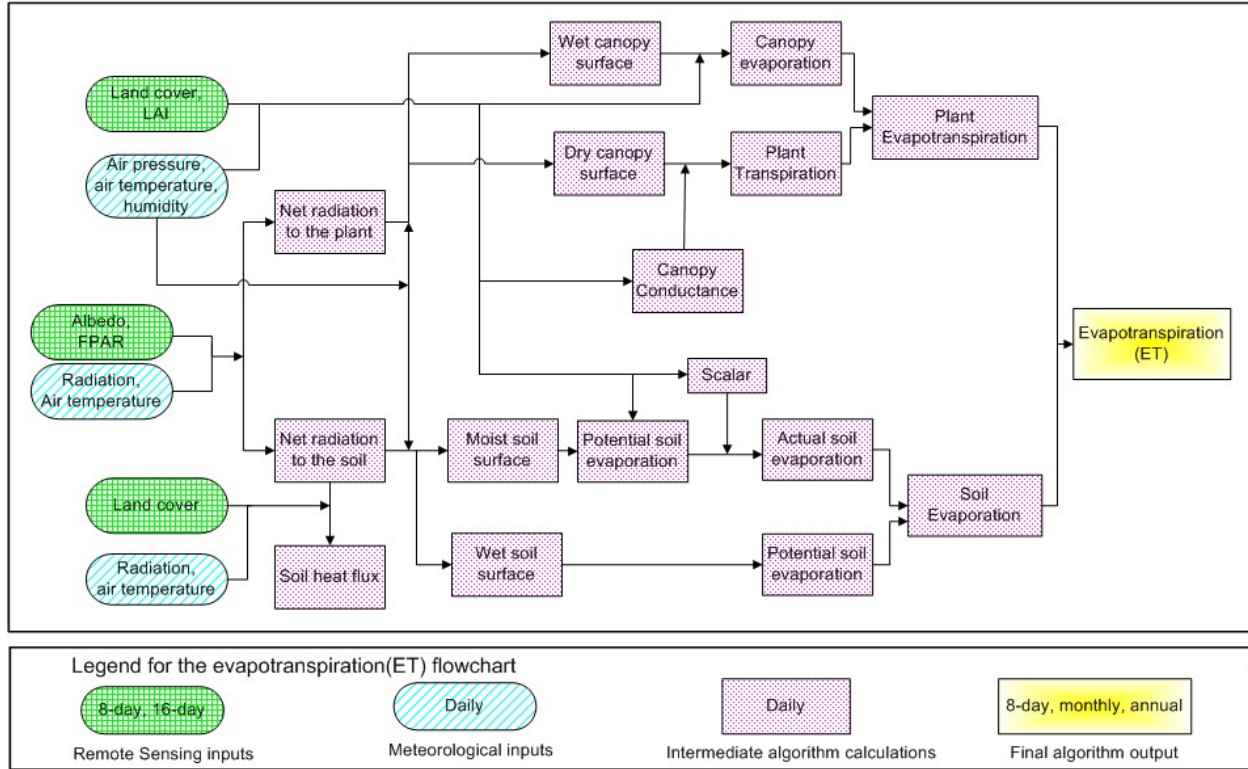 Wet canopy
surface
Canopy
evaporation
Land cover,
LAI
Plant
Evapotranspiration
Air pressure,
air temperature,
humidity
Dry canopy
surface
Plant
Transpiration
Net radiation
to the plant
Canopy
Conductance
Albedo,
FPAR
Evapotranspiration
(ET)
Radiation,
Air temperature
Scalar
Net radiation
to the soil
Moist soil
surface
Potential soil
evaporation
Actual soil
evaporation
Land cover
Soil
Evaporation
Radiation,
air temperature
Soil heat flux
Wet soil
surface
Potential soil
evaporation
Legend for the evapotranspiration(ET) flowchart
8-day, 16-day
Daily
Daily
8-day, monthly, annual
Remote Sensing inputs
Meteorological inputs
Intermediate algorithm calculations
Final algorithm output